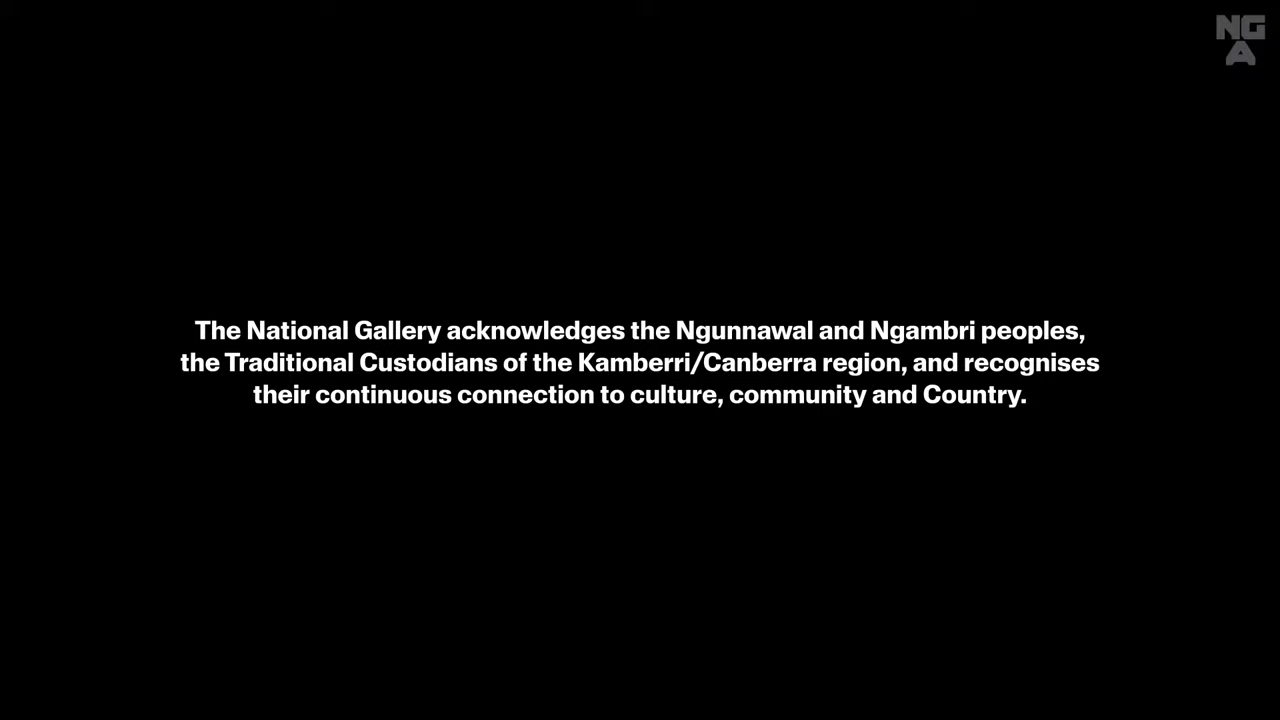 NG
A
The National Gallery acknowledges the Ngunnawal and Ngambri peoples,
the Traditional Custodians of the Kamberri/Canberra region, and recognises
their continuous connection to culture, community and Country.